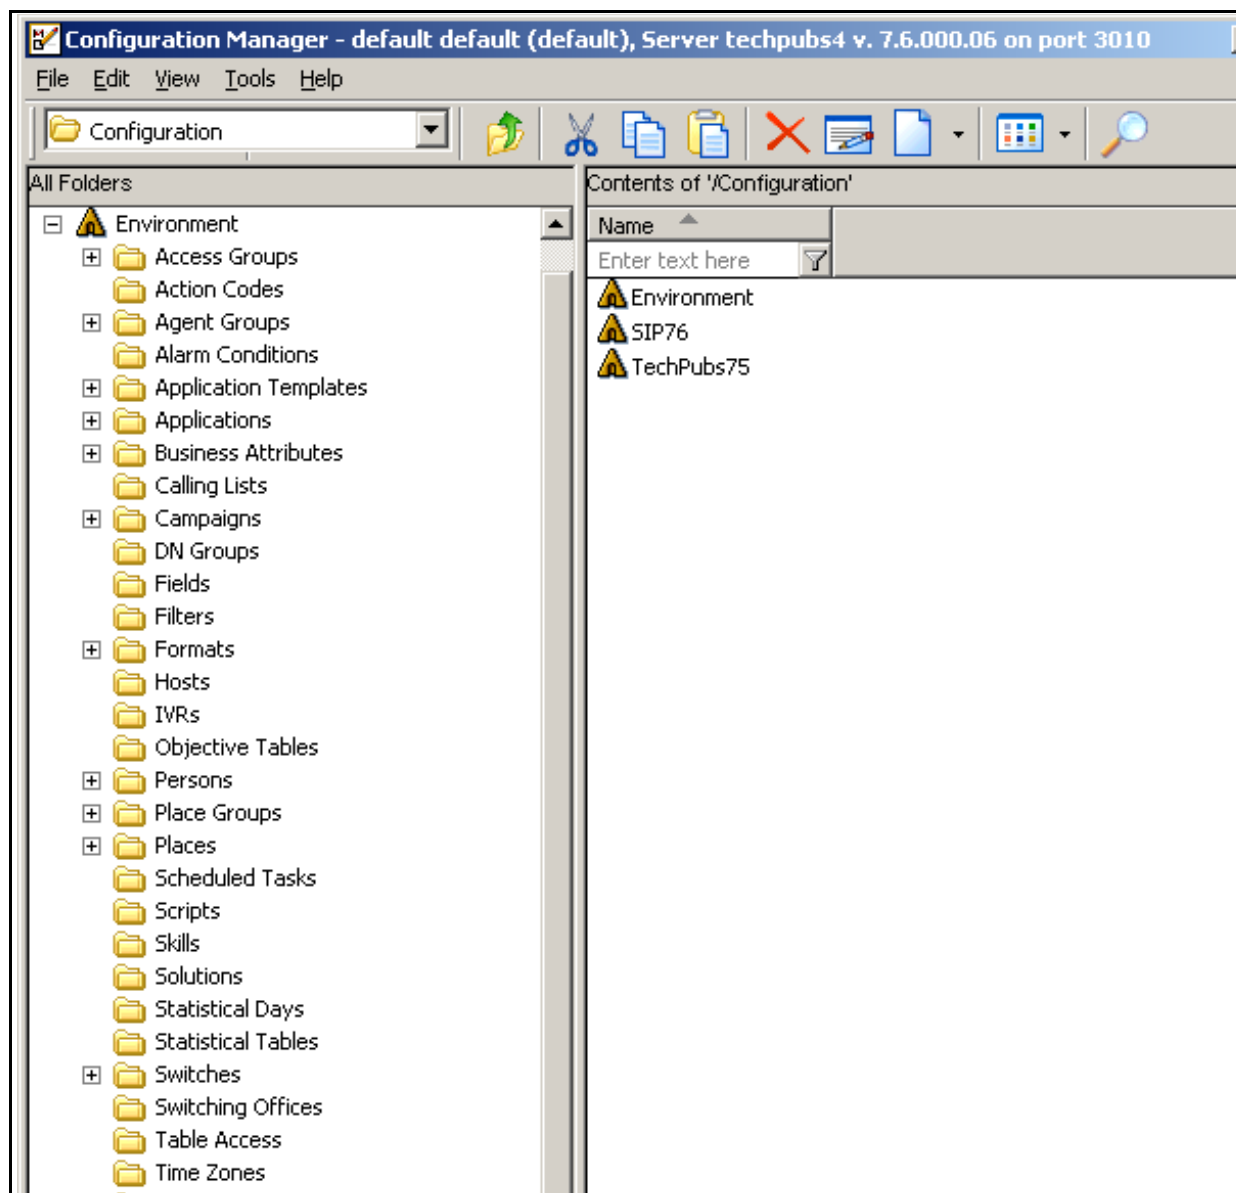 Configuration Manager - default default (default), Server techpubs4 v. 7.6.000.06 on port 3010
File Edit View Tools Help
Configuration
All Folders
Contents of '/Configuration'
Environment
Access Groups
Action Codes
Agent Groups
Alarm Conditions
Application Templates
Applications
Business Attributes
Calling Lists
Campaigns
DN Groups
Fields
Filters
Formats
Hosts
IVRs
Objective Tables
Persons
Place Groups
Places
Scheduled Tasks
Scripts
Skills
Solutions
Statistical Days
Statistical Tables
Switches
Switching Offices
Table Access
Time Zones
Name
Enter text here
Environment
SIP76
TechPubs75